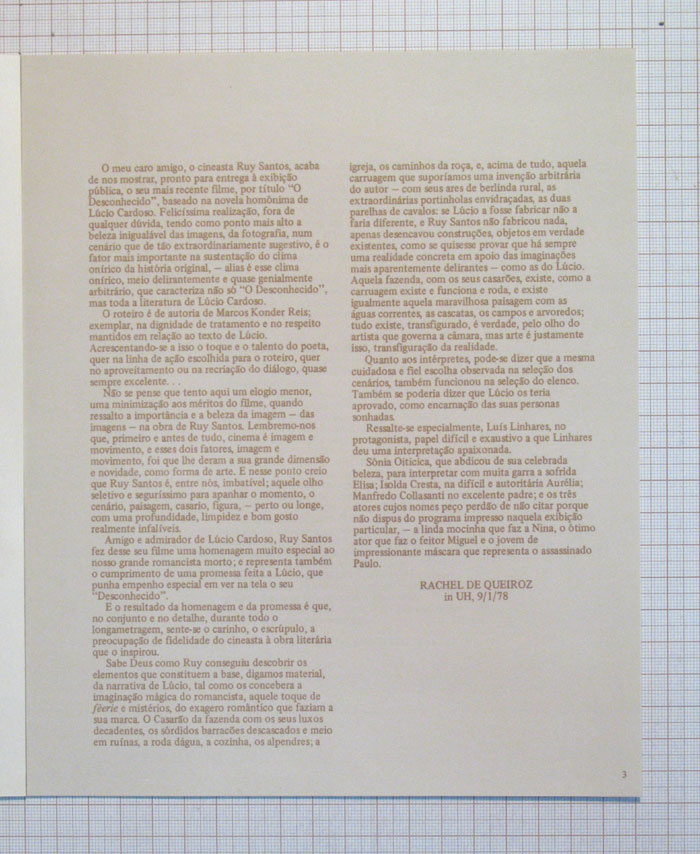 O meu caro amigo, o cineasta Ruy Santos, acaba
de nos mostrar, pronto para entrega à exibição
pública, o seu mais recente filme, por título "O
Desconhecido", baseado na novela homônima de
Lúcio Cardoso. Felicíssima realização, fora de
qualquer dúvida, tendo como ponto mais alto a
beleza inigualável das imagens, da fotografia, num
cenário que de tão extraordinariamente sugestivo, é o
fator mais importante na sustentação do clima
onírico da história original, — aliás é esse clima
onírico, meio delirantemente e quase genialmente
arbitrário, que caracteriza não só "O Desconhecido",
mas toda a literatura de Lúcio Cardoso.
O roteiro é de autoria de Marcos Konder Reis;
exemplar, na dignidade de tratamento e no respeito
mantidos em relação ao texto de Lúcio.
Acrescentando-se a isso o toque e o talento do poeta,
quer na linha de ação escolhida para o roteiro, quer
no aproveitamento ou na recriação do diálogo, quase
sempre excelente. . .
Não se pense que tento aqui um elogio menor,
uma minimização aos méritos do filme, quando
ressalto a importância e a beleza da imagem — das
imagens — na obra de Ruy Santos. Lembremo-nos
que, primeiro e antes de tudo, cinema é imagem e
movimento, e esses dois fatores, imagem e
movimento, foi que lhe deram a sua grande dimensão
e novidade, como forma de arte. E nesse ponto creio
que Ruy Santos é, entre nós, imbatível; aquele olho
seletivo e seguríssimo para apanhar o momento, o
cenário, paisagem, casario, figura, — perto ou longe,
com uma profundidade, limpidez e bom gosto
realmente infalíveis.
Amigo e admirador de Lúcio Cardoso, Ruy Santos
fez desse seu filme uma homenagem muito especial ao
nosso grande romancista morto; e representa também
o cumprimento de uma promessa feita a Lúcio, que
punha empenho especial em ver na tela o seu
"Desconhecido".
E o resultado da homenagem e da promessa é que,
no conjunto e no detalhe, durante todo o
longametragem, sente-se o carinho, o escrúpulo, a
preocupação de fidelidade do cineasta à obra literária
que o inspirou.
Sabe Deus como Ruy conseguiu descobrir os
elementos que constituem a base, digamos material,
da narrativa de Lúcio, tal como os concebera a
imaginação mágica do romancista, aquele toque de
féerie e mistérios, do exagero romântico que faziam a
sua marca. O Casarão da fazenda com os seus luxos
decadentes, os sórdidos barracões descascados e meio
em ruínas, a roda dágua, a cozinha, os alpendres; a
igreja, os caminhos da roça, e, acima de tudo, aquela
carruagem que suporíamos uma invenção arbitrária
do autor — com seus ares de berlinda rural, as
extraordinárias portinholas envidraçadas, as duas
parelhas de cavalos: se Lúcio a fosse fabricar não a
faria diferente, e Ruy Santos não fabricou nada,
apenas desencavou construções, objetos em verdade
existentes, como se quisesse provar que há sempre
uma realidade concreta em apoio das imaginações
mais aparentemente delirantes — como as do Lúcio.
Aquela fazenda, com os seus casarões, existe, como a
carruagem existe e funciona e roda, e existe
igualmente aquela maravilhosa paisagem com as
águas correntes, as cascatas, os campos e arvoredos;
tudo existe, transfigurado, é verdade, pelo olho do
artista que governa a câmara, mas arte é justamente
isso, transfiguração da realidade.
Quanto aos intérpretes, pode-se dizer que a mesma
cuidadosa e fiel escolha observada na seleção dos
cenários, também funcionou na seleção do elenco.
Também se poderia dizer que Lúcio os teria
aprovado, como encarnação das suas personas
sonhadas.
Ressalte-se especialmente, Luís Linhares, no
protagonista, papel difícil e exaustivo a que Linhares
deu uma interpretação apaixonada.
Sônia Oiticica, que abdicou de sua celebrada
beleza, para interpretar com muita garra a sofrida
Elisa; Isolda Cresta, na difícil e autoritária Aurélia;
Manfredo Collasanti no excelente padre; e os três
atores cujos nomes peço perdão de não citar porque
não dispus do programa impresso naquela exibição
particular, — a linda mocinha que faz a Nina, o ótimo
ator que faz o feitor Miguel e o jovem de
impressionante máscara que representa o assassinado
Paulo.
RACHEL DE QUEIROZ
in UH, 9/1/78
3